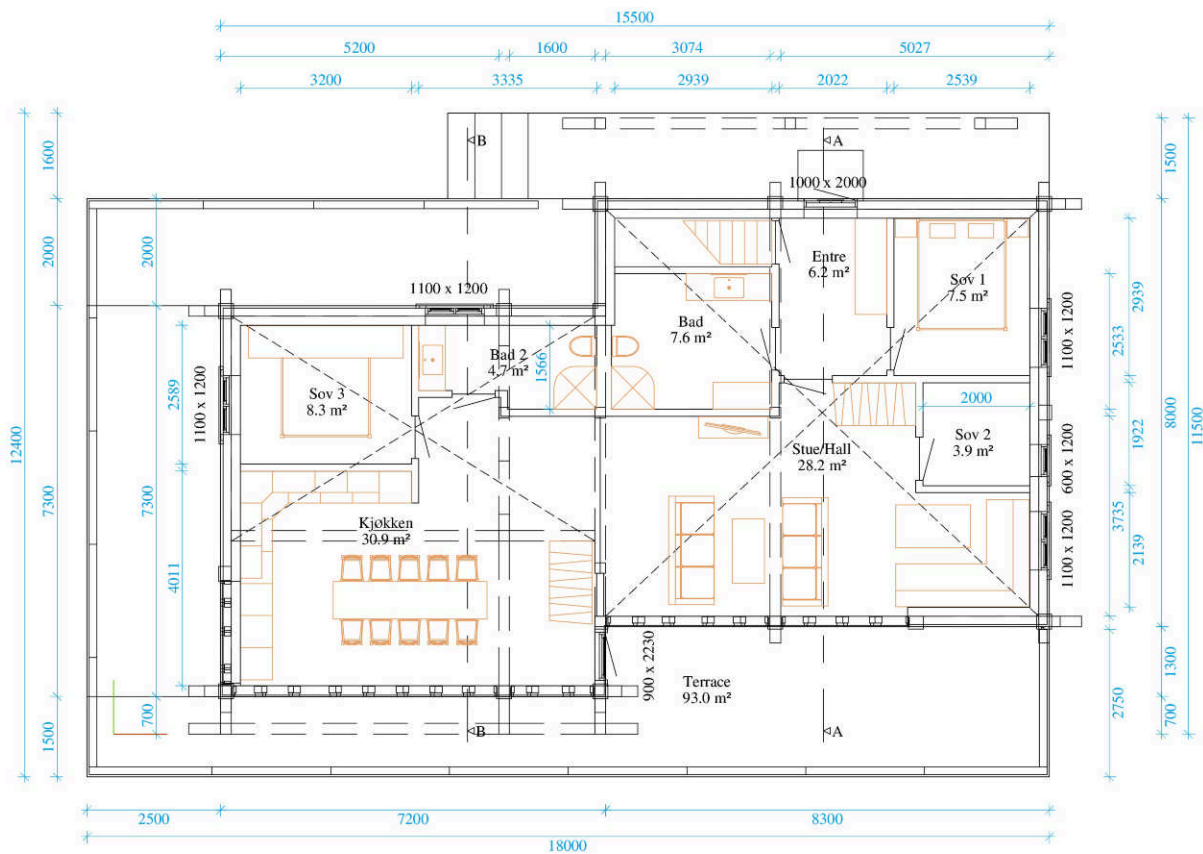 15500
5200
1600
3074
5027
3200
3335
2939
2022
2539
1600
B
A
1500
1000 x 2000
2000
2000
Entre
6.2 m²
Sov 1
7.5 m²
2939
1100 x 1200
Bad
7.6 m²
2533
1100 x 1200
Bad 2
4.7 m²
1566
Sov 3
8.3 m²
2589
1100 x 1200
2000
Sov 2
3.9 m²
1922
8000
11500
12400
7300
7300
Stue/Hall
28.2 m²
600 x 1200
3735
Kjøkken
30.9 m²
4011
2139
1100 x 1200
900 x 2230
Terrace
93.0 m²
2750
1300
1500
700
B
A
700
2500
7200
8300
18000